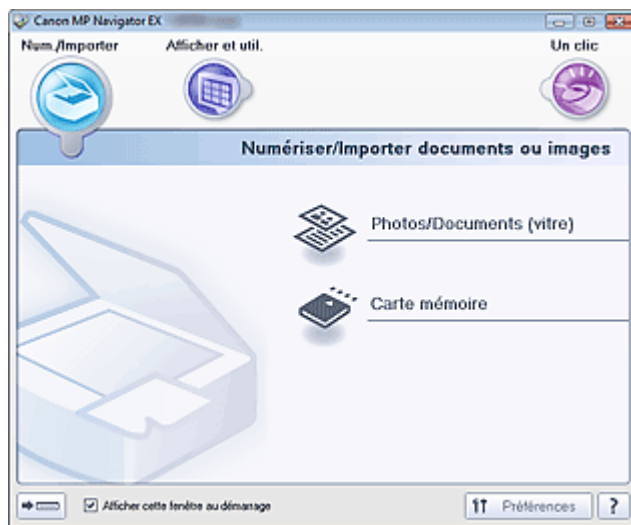 Canon MP Navigator EX
Num./Importer
Afficher et util.
Un clic
Numériser/Importer documents ou images
Photos/Documents (vitre)
Carte mémoire
Afficher cette fenêtre au démarrage
Préférences
?